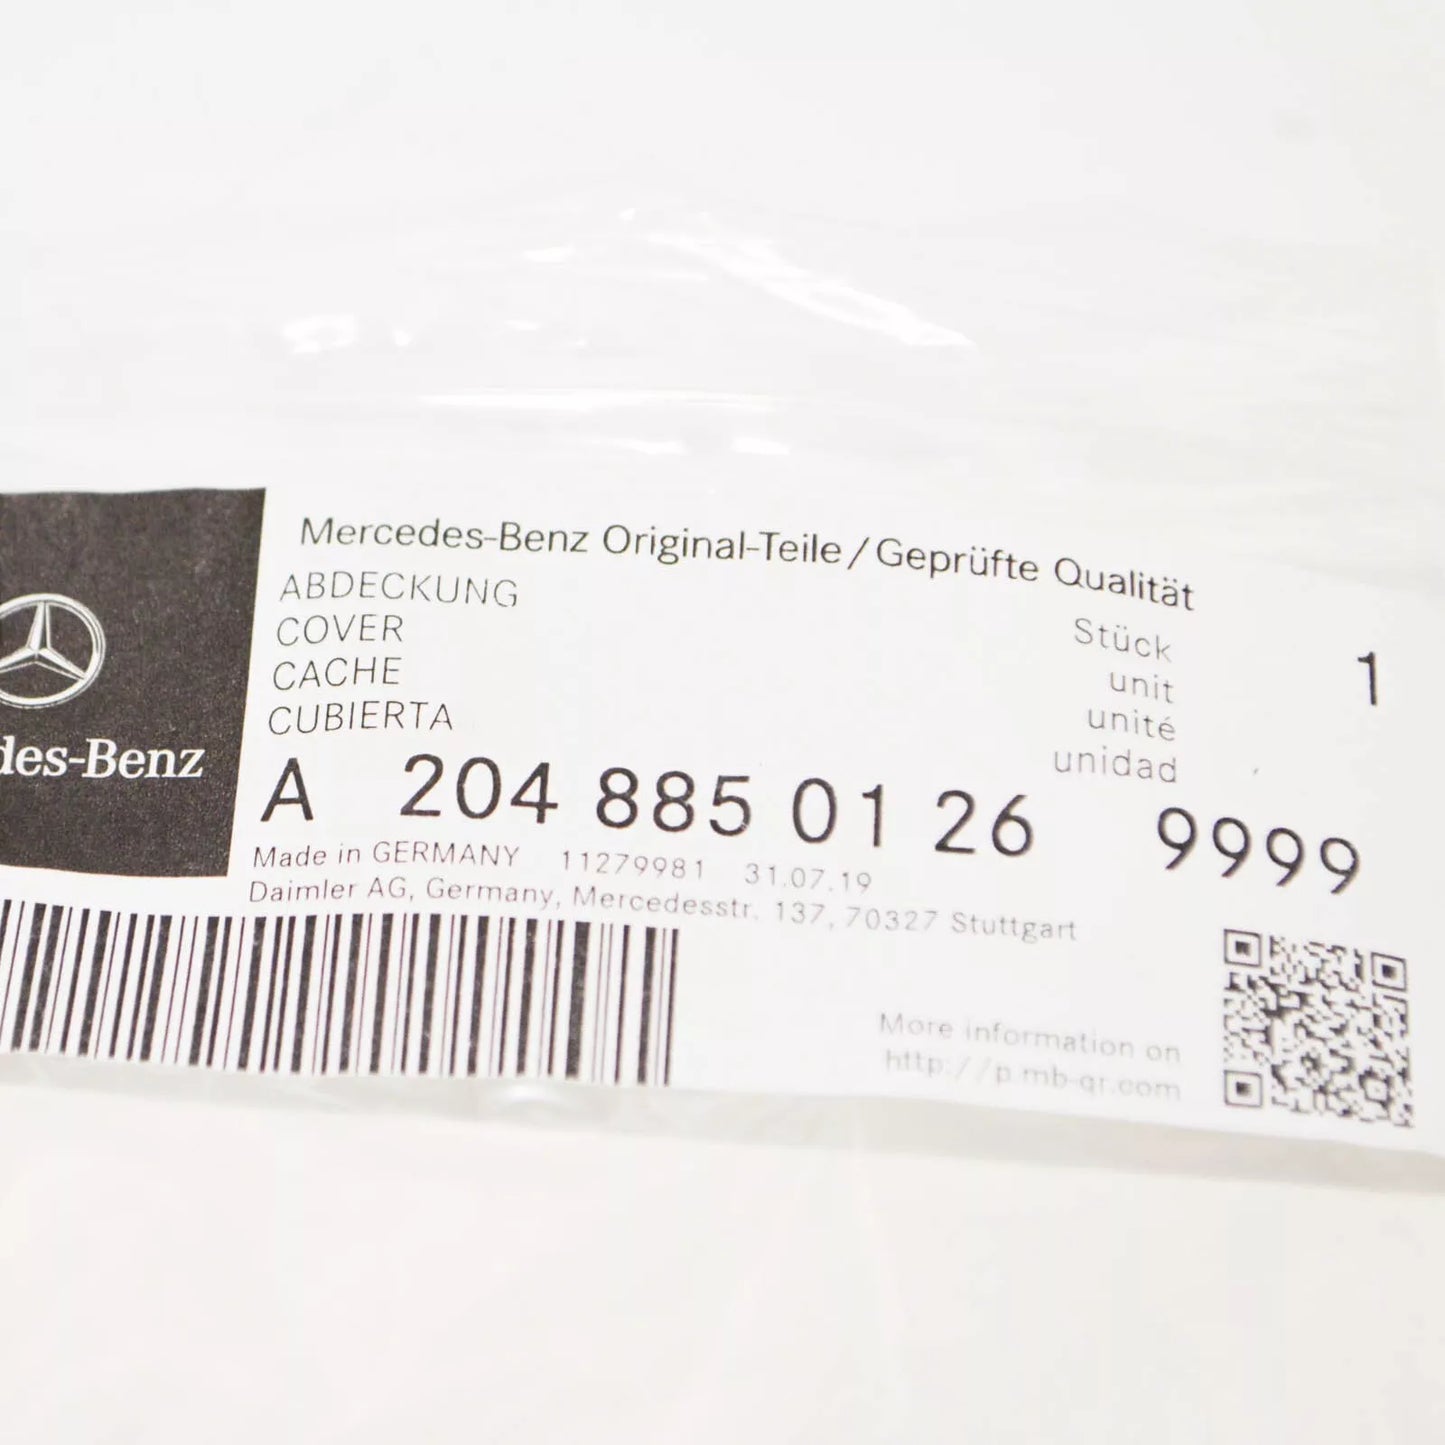 Mercedes-Benz Original-Teile / Geprüfte Qualität
ABDECKUNG
COVER
CACHE
CUBIERTA
Stück
unit
unité
unidad
1
des-Benz
A 204 885 01 26 9999
Made in GERMANY 11279981 31.07.19
Daimler AG, Germany, Mercedesstr. 137, 70327 Stuttgart
More information on
http://p.mb-qr.com